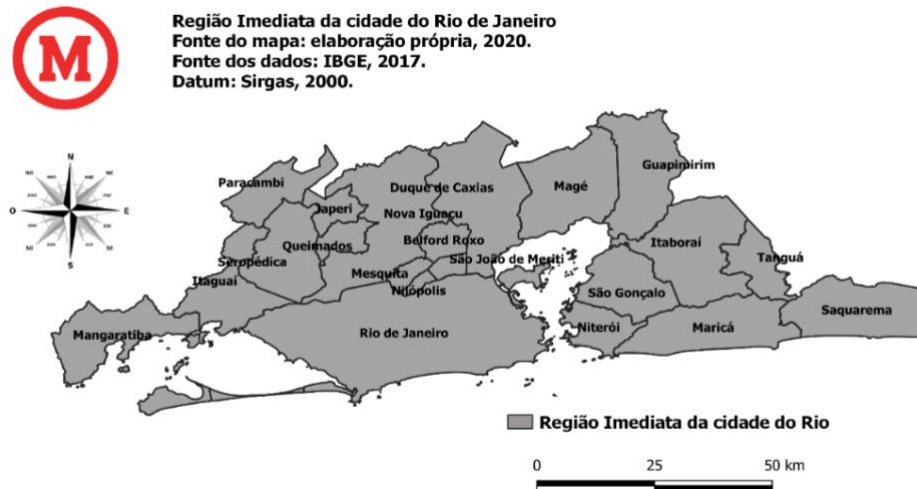 M
Região Imediata da cidade do Rio de Janeiro
Fonte do mapa: elaboração própria, 2020.
Fonte dos dados: IBGE, 2017.
Datum: Sirgas, 2000.
N
O
E
S
Guapimirim
Paracambi
Duque de Caxias
Magé
Japeri
Nova Iguaçu
Queimados
Belford Roxo
Itaboraí
Seropédica
São João de Meriti
Tanguá
Itaguaí
Mesquita
Nilópolis
São Gonçalo
Saquarema
Mangaratiba
Rio de Janeiro
Niterói
Maricá
Região Imediata da cidade do Rio
0 25 50 km